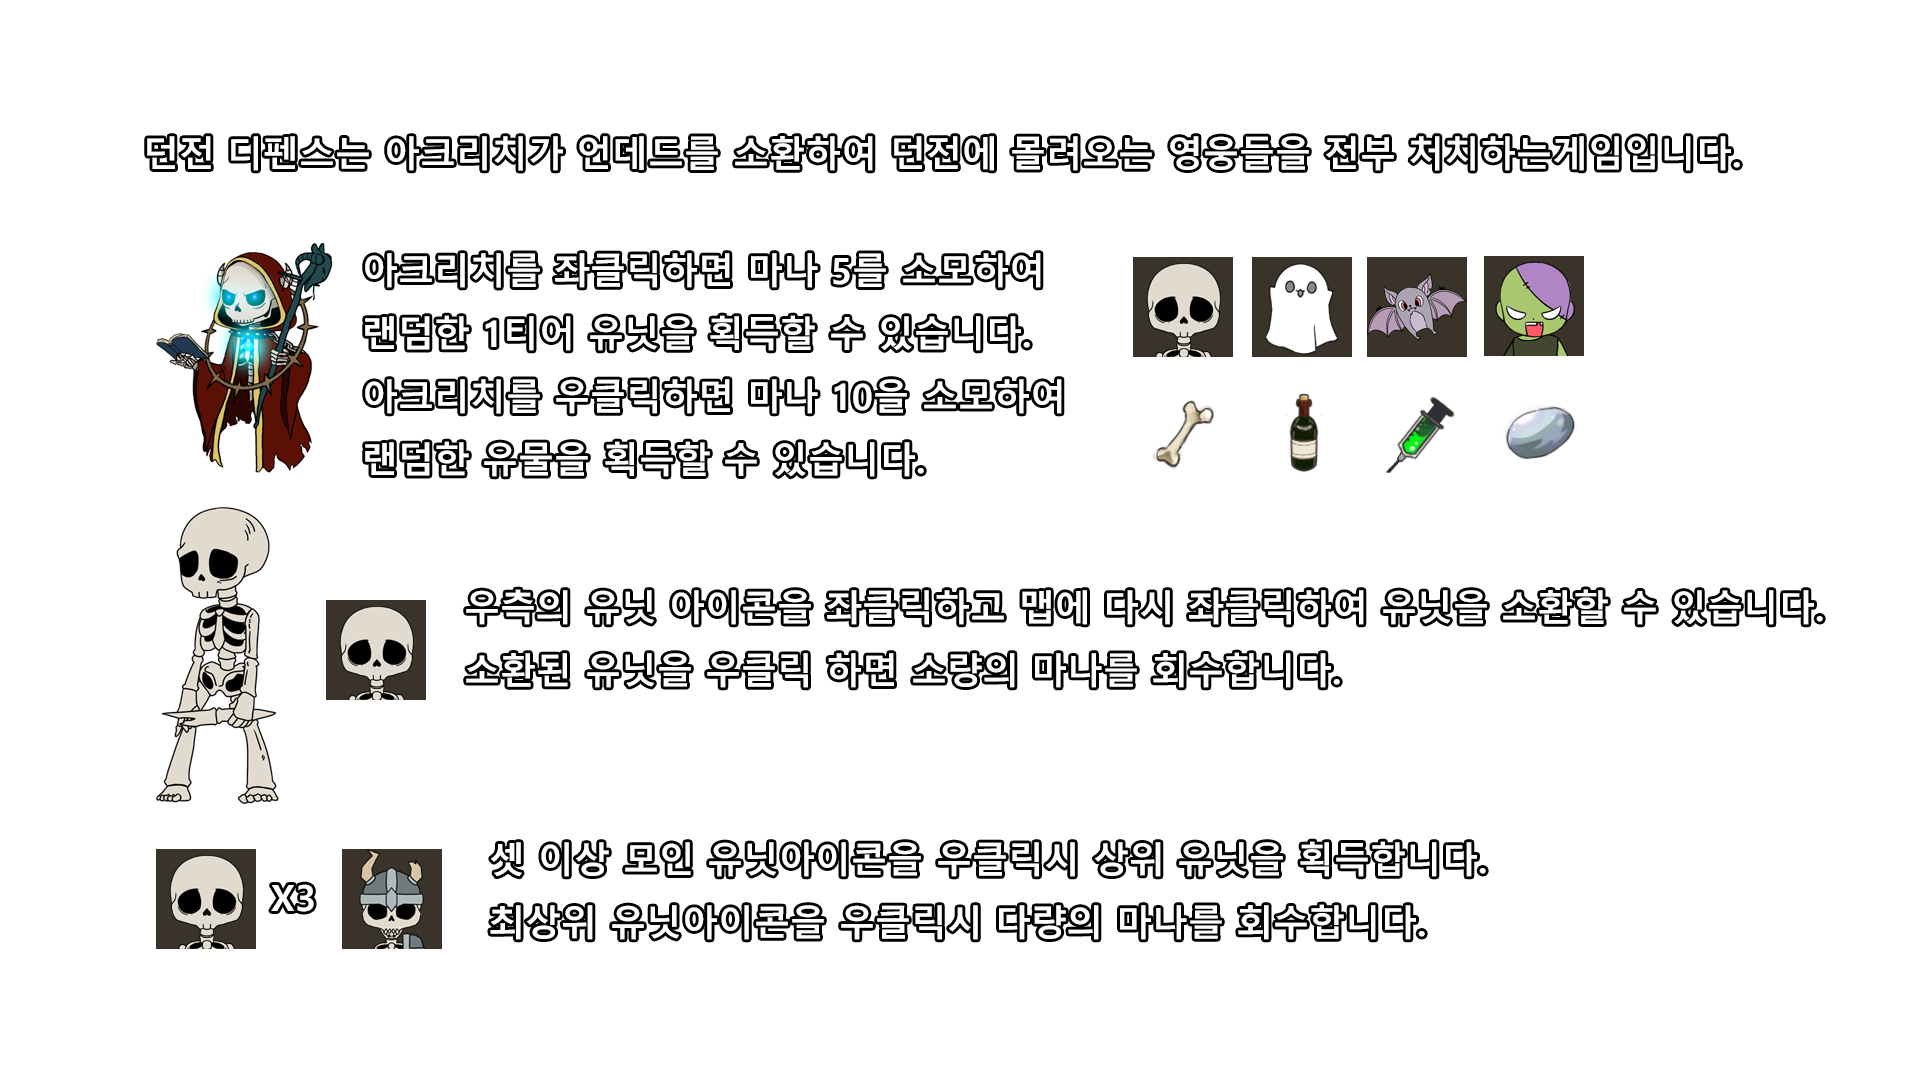 던전 디펜스는 아크리치가 언데드를 소환하여 던전에 몰려오는 영웅들을 전부 처치하는게임입니다.
아크리치를 좌클릭하면 마나 5를 소모하여
랜덤한 1티어 유닛을 획득할 수 있습니다.
아크리치를 우클릭하면 마나 10을 소모하여
랜덤한 유물을 획득할 수 있습니다.
우측의 유닛 아이콘을 좌클릭하고 맵에 다시 좌클릭하여 유닛을 소환할 수 있습니다.
소환된 유닛을 우클릭 하면 소량의 마나를 회수합니다.
X3
셋 이상 모인 유닛아이콘을 우클릭시 상위 유닛을 획득합니다.
최상위 유닛아이콘을 우클릭시 다량의 마나를 회수합니다.